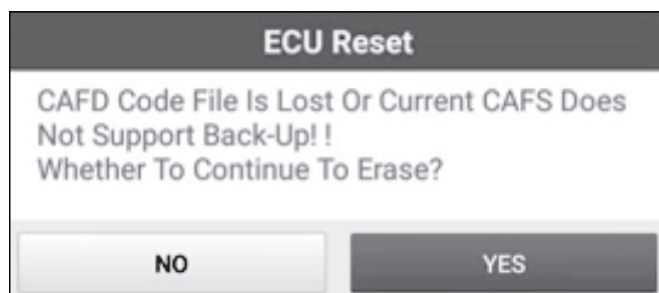 ECU Reset
CAFD Code File Is Lost Or Current CAFS Does
Not Support Back-Up! !
Whether To Continue To Erase?
NO
YES